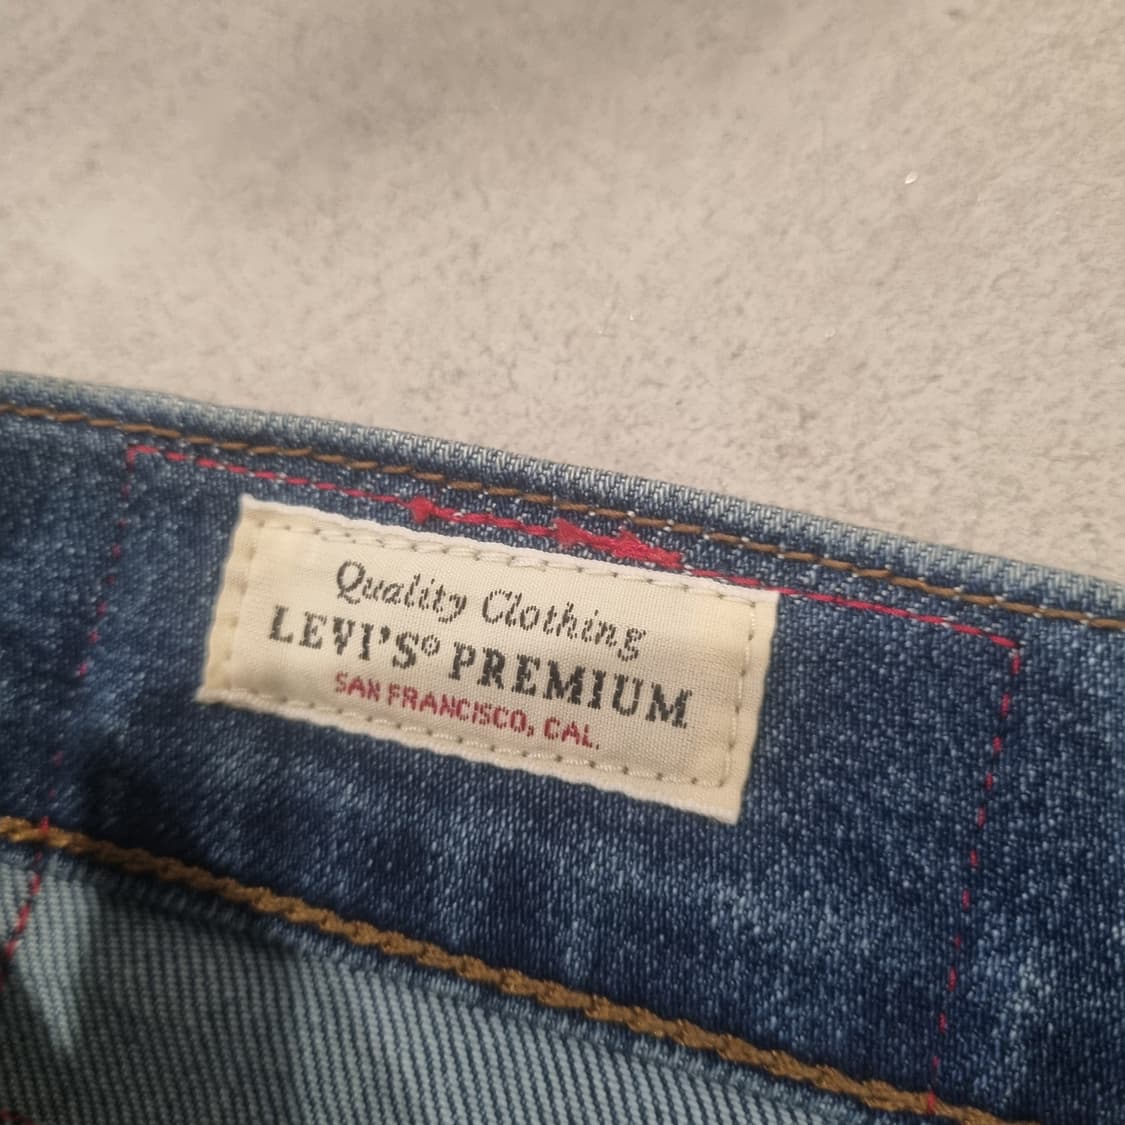 Quality Clothing
LEVI'S® PREMIUM
SAN FRANCISCO, CAL.